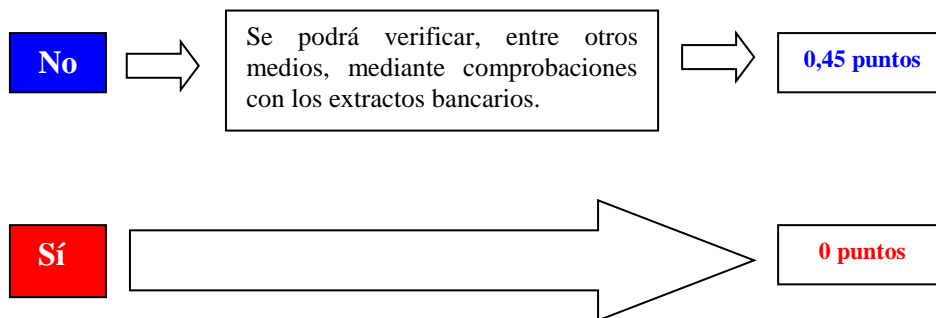 No
Se podrá verificar, entre otros
medios, mediante comprobaciones
con los extractos bancarios.
0,45 puntos
Sí
0 puntos